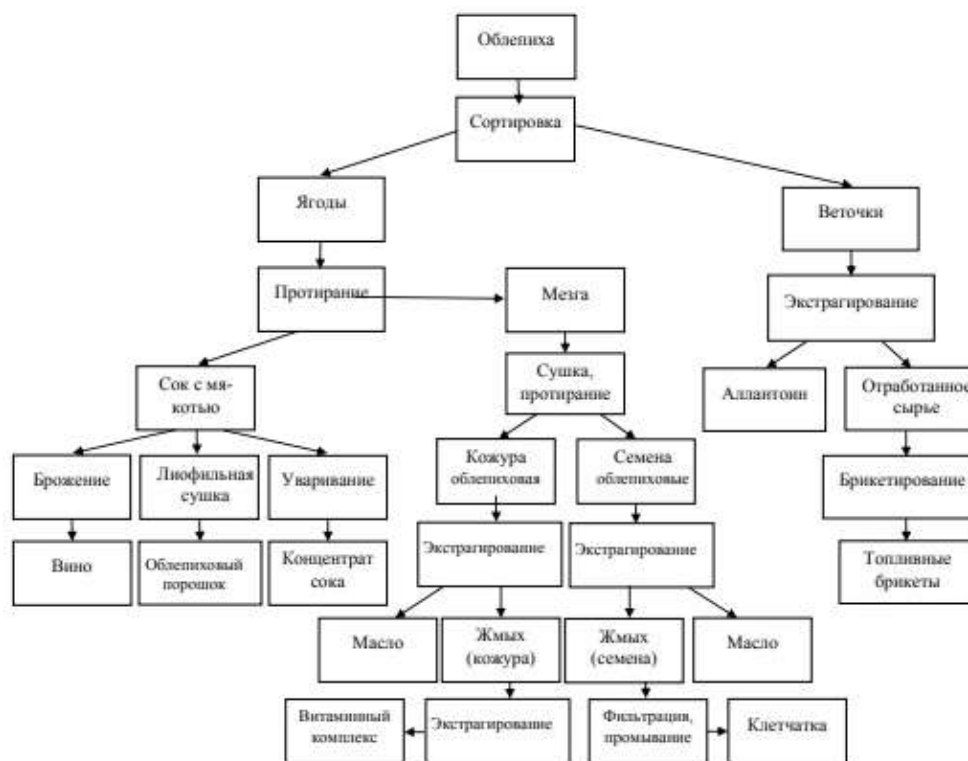 Облепиха
Сортировка
Ягоды
Веточки
Протирание
Мезга
Экстрагирование
Сок с мя-
котью
Сушка,
протирание
Аллантоин
Отработанное
сырье
Брожение
Лиофильная
сушка
Уваривание
Кожура
облепиховая
Семена
облепиховые
Брикетирование
Вино
Облепиховый
порошок
Концентрат
сока
Экстрагирование
Экстрагирование
Топливные
брикеты
Масло
Жмых
(кожура)
Жмых
(семена)
Масло
Витаминный
комплекс
Экстрагирование
Фильтрация,
промывание
Клетчатка